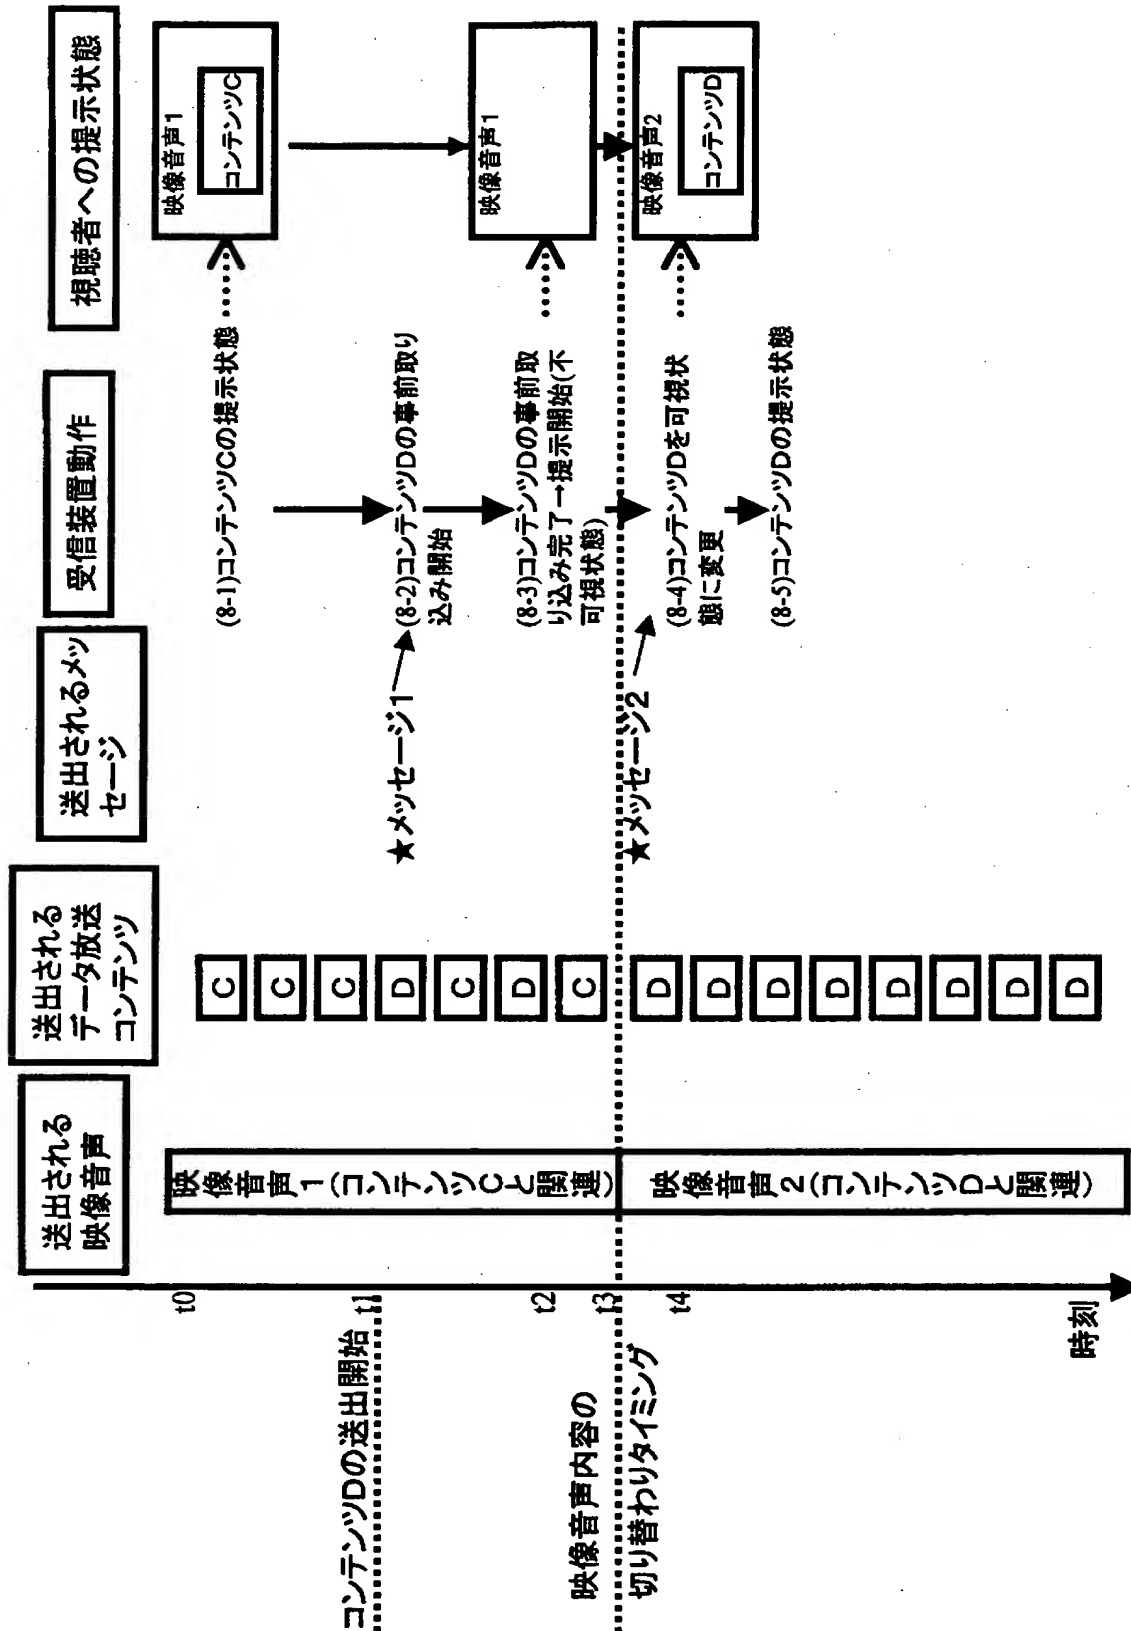 送出される
映像音声
送出される
データ放送
コンテンツ
送出されるメッ
セージ
受信装置動作
視聴者への提示状態
t0
t1
t2
t3
t4
時刻
コンテンツDの送出開始
映像音声内容の
切り替わりタイミング
映像音声1(コンテンツCと関連)
映像音声2(コンテンツDと関連)
C
C
C
D
C
D
C
D
D
D
D
D
D
D
D
★メッセージ1
★メッセージ2
(8-1)コンテンツCの提示状態
(8-2)コンテンツDの事前取り
込み開始
(8-3)コンテンツDの事前取
り込み完了→提示開始(不
可視状態)
(8-4)コンテンツDを可視状
態に変更
(8-5)コンテンツDの提示状態
映像音声1
コンテンツC
映像音声1
映像音声2
コンテンツD